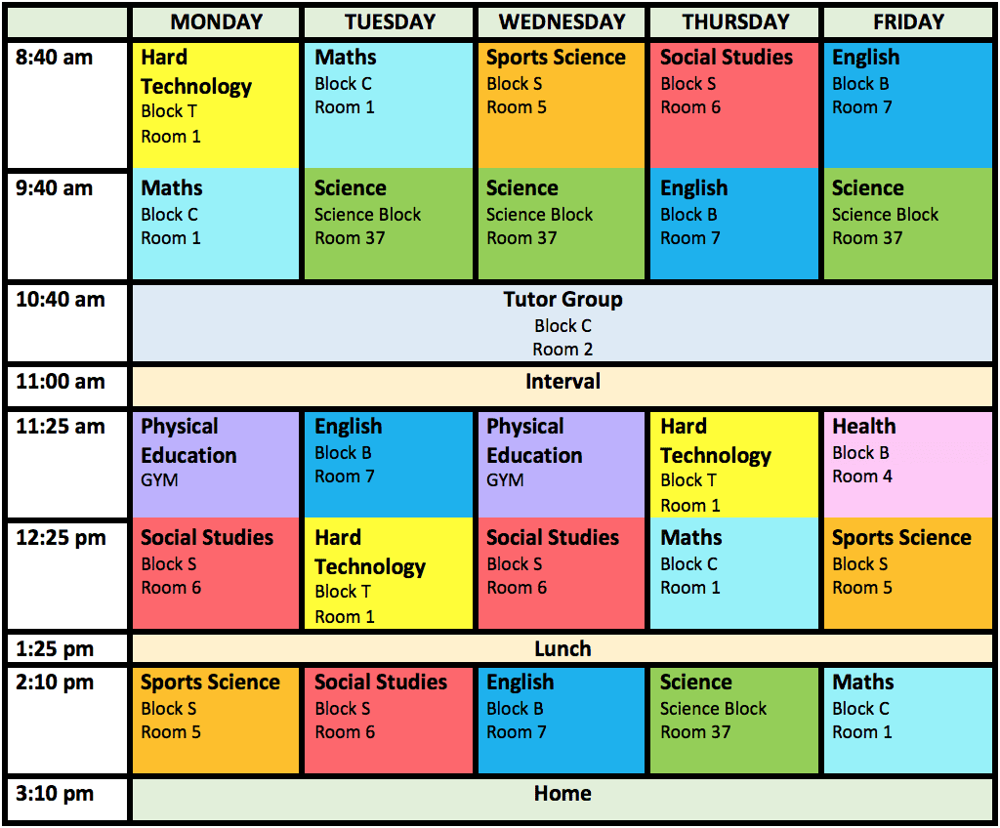 MONDAY TUESDAY WEDNESDAY THURSDAY FRIDAY
8:40 am
Hard
Technology
Block T
Room 1
Maths
Block C
Room 1
Sports Science
Block S
Room 5
Social Studies
Block S
Room 6
English
Block B
Room 7
9:40 am
Maths
Block C
Room 1
Science
Science Block
Room 37
Science
Science Block
Room 37
English
Block B
Room 7
Science
Science Block
Room 37
10:40 am
Tutor Group
Block C
Room 2
11:00 am
Interval
11:25 am
Physical
Education
GYM
English
Block B
Room 7
Physical
Education
GYM
Hard
Technology
Block T
Room 1
Health
Block B
Room 4
12:25 pm
Social Studies
Block S
Room 6
Hard
Technology
Block T
Room 1
Social Studies
Block S
Room 6
Maths
Block C
Room 1
Sports Science
Block S
Room 5
1:25 pm
Lunch
2:10 pm
Sports Science
Block S
Room 5
Social Studies
Block S
Room 6
English
Block B
Room 7
Science
Science Block
Room 37
Maths
Block C
Room 1
3:10 pm
Home